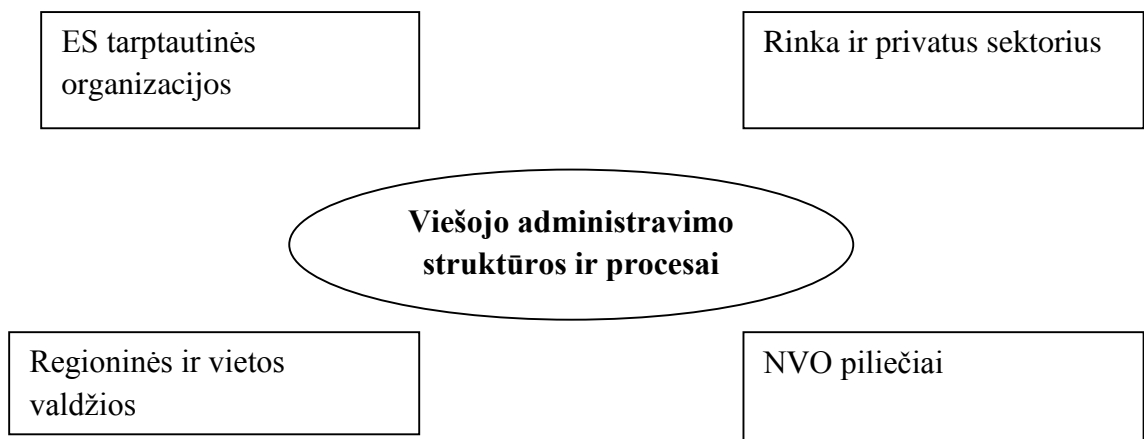 ES tarptautinės
organizacijos
Rinka ir privatus sektorius
Viešojo administravimo
struktūros ir procesai
Regioninės ir vietos
valdžios
NVO piliečiai